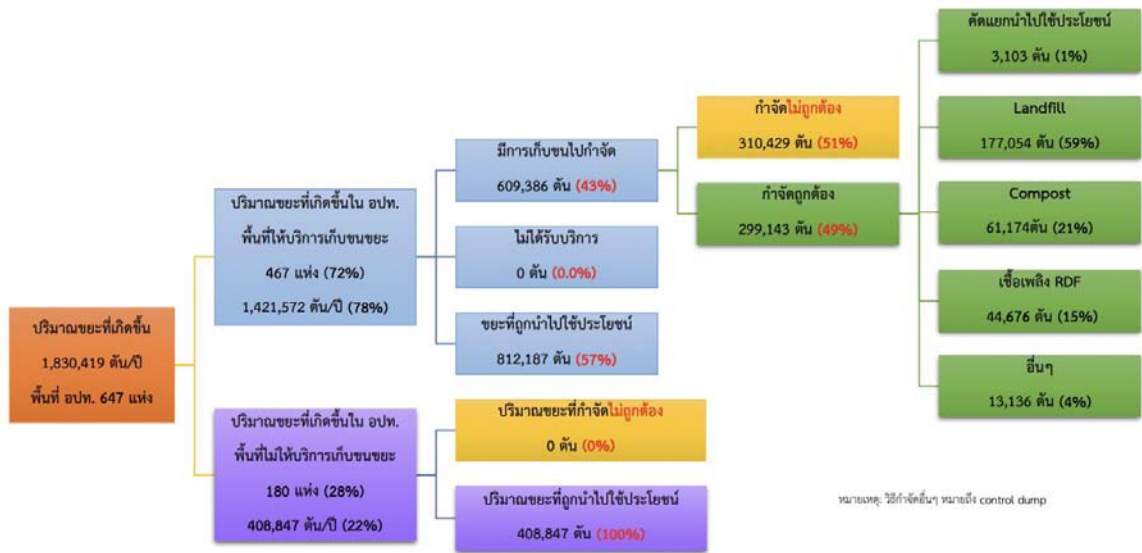 ปริมาณขยะที่เกิดขึ้น
1,830,419 ตัน/ปี
พื้นที่ อปท. 647 แห่ง
ปริมาณขยะที่เกิดขึ้นใน อปท.
พื้นที่ให้บริการเก็บขนขยะ
467 แห่ง (72%)
1,421,572 ตัน/ปี (78%)
มีการเก็บขนไปกำจัด
609,386 ตัน (43%)
กำจัดไม่ถูกต้อง
310,429 ตัน (51%)
กำจัดถูกต้อง
299,143 ตัน (49%)
คัดแยกนำไปใช้ประโยชน์
3,103 ตัน (1%)
Landfill
177,054 ตัน (59%)
Compost
61,174ตัน (21%)
เชื้อเพลิง RDF
44,676 ตัน (15%)
อื่นๆ
13,136 ตัน (4%)
ไม่ได้รับบริการ
0 ตัน (0.0%)
ขยะที่ถูกนำไปใช้ประโยชน์
812,187 ตัน (57%)
ปริมาณขยะที่เกิดขึ้นใน อปท.
พื้นที่ไม่ให้บริการเก็บขนขยะ
180 แห่ง (28%)
408,847 ตัน/ปี (22%)
ปริมาณขยะที่กำจัดไม่ถูกต้อง
0 ตัน (0%)
ปริมาณขยะที่ถูกนำไปใช้ประโยชน์
408,847 ตัน (100%)
หมายเหตุ: วิธีกำจัดอื่นๆ หมายถึง control dump